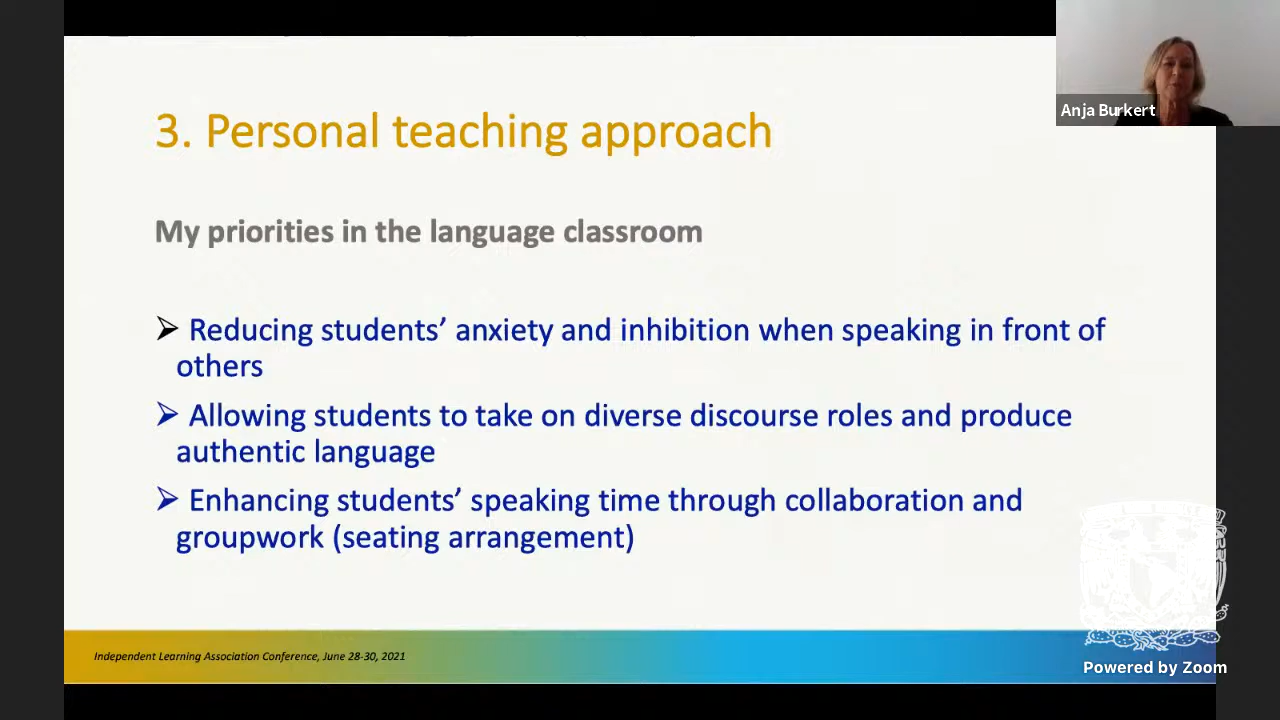 Anja Burkert
3. Personal teaching approach
My priorities in the language classroom
➢ Reducing students’ anxiety and inhibition when speaking in front of
others
➢ Allowing students to take on diverse discourse roles and produce
authentic language
➢ Enhancing students’ speaking time through collaboration and
groupwork (seating arrangement)
Independent Learning Association Conference, June 28-30, 2021
Powered by Zoom